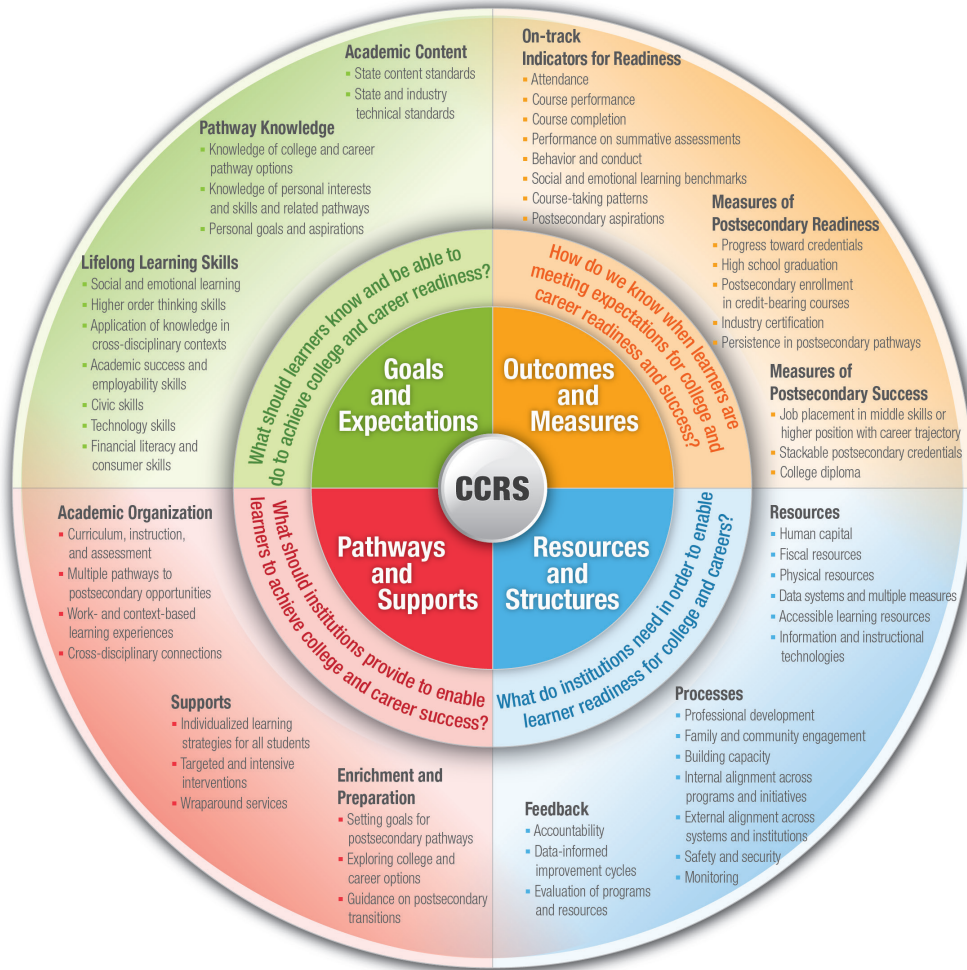 Academic Content
State content standards
State and industry
technical standards
Pathway Knowledge
Knowledge of college and career
pathway options
Knowledge of personal interests
and skills and related pathways
Personal goals and aspirations
Lifelong Learning Skills
Social and emotional learning
Higher order thinking skills
Application of knowledge in
cross-disciplinary contexts
Academic success and
employability skills
Civic skills
Technology skills
Financial literacy and
consumer skills
What should learners know and be able to
do to achieve college and career readiness?
Goals
and
Expectations
On-track
Indicators for Readiness
Attendance
Course performance
Course completion
Performance on summative assessments
Behavior and conduct
Social and emotional learning benchmarks
Course-taking patterns
Postsecondary aspirations
Measures of
Postsecondary Readiness
Progress toward credentials
High school graduation
Postsecondary enrollment
in credit-bearing courses
Industry certification
Persistence in postsecondary pathways
Measures of
Postsecondary Success
Job placement in middle skills or
higher position with career trajectory
Stackable postsecondary credentials
College diploma
How do we know when learners are
meeting expectations for college and
career readiness and success?
Outcomes
and
Measures
CCRS
Academic Organization
Curriculum, instruction,
and assessment
Multiple pathways to
postsecondary opportunities
Work- and context-based
learning experiences
Cross-disciplinary connections
Supports
Individualized learning
strategies for all students
Targeted and intensive
interventions
Wraparound services
Enrichment and
Preparation
Setting goals for
postsecondary pathways
Exploring college and
career options
Guidance on postsecondary
transitions
What should institutions provide to enable
learners to achieve college and career success?
Pathways
and
Supports
Resources
Human capital
Fiscal resources
Physical resources
Data systems and multiple measures
Accessible learning resources
Information and instructional
technologies
Processes
Professional development
Family and community engagement
Building capacity
Internal alignment across
programs and initiatives
External alignment across
systems and institutions
Safety and security
Monitoring
Feedback
Accountability
Data-informed
improvement cycles
Evaluation of programs
and resources
What do institutions need in order to enable
learner readiness for college and careers?
Resources
and
Structures